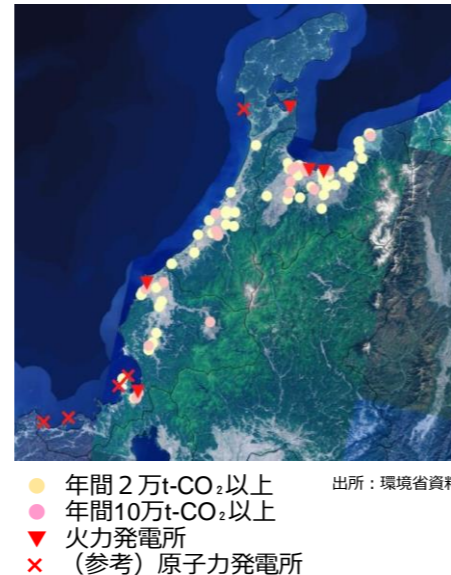 年間２万t-CO₂以上
出所：環境省資料
年間10万t-CO₂以上
火力発電所
（参考）原子力発電所